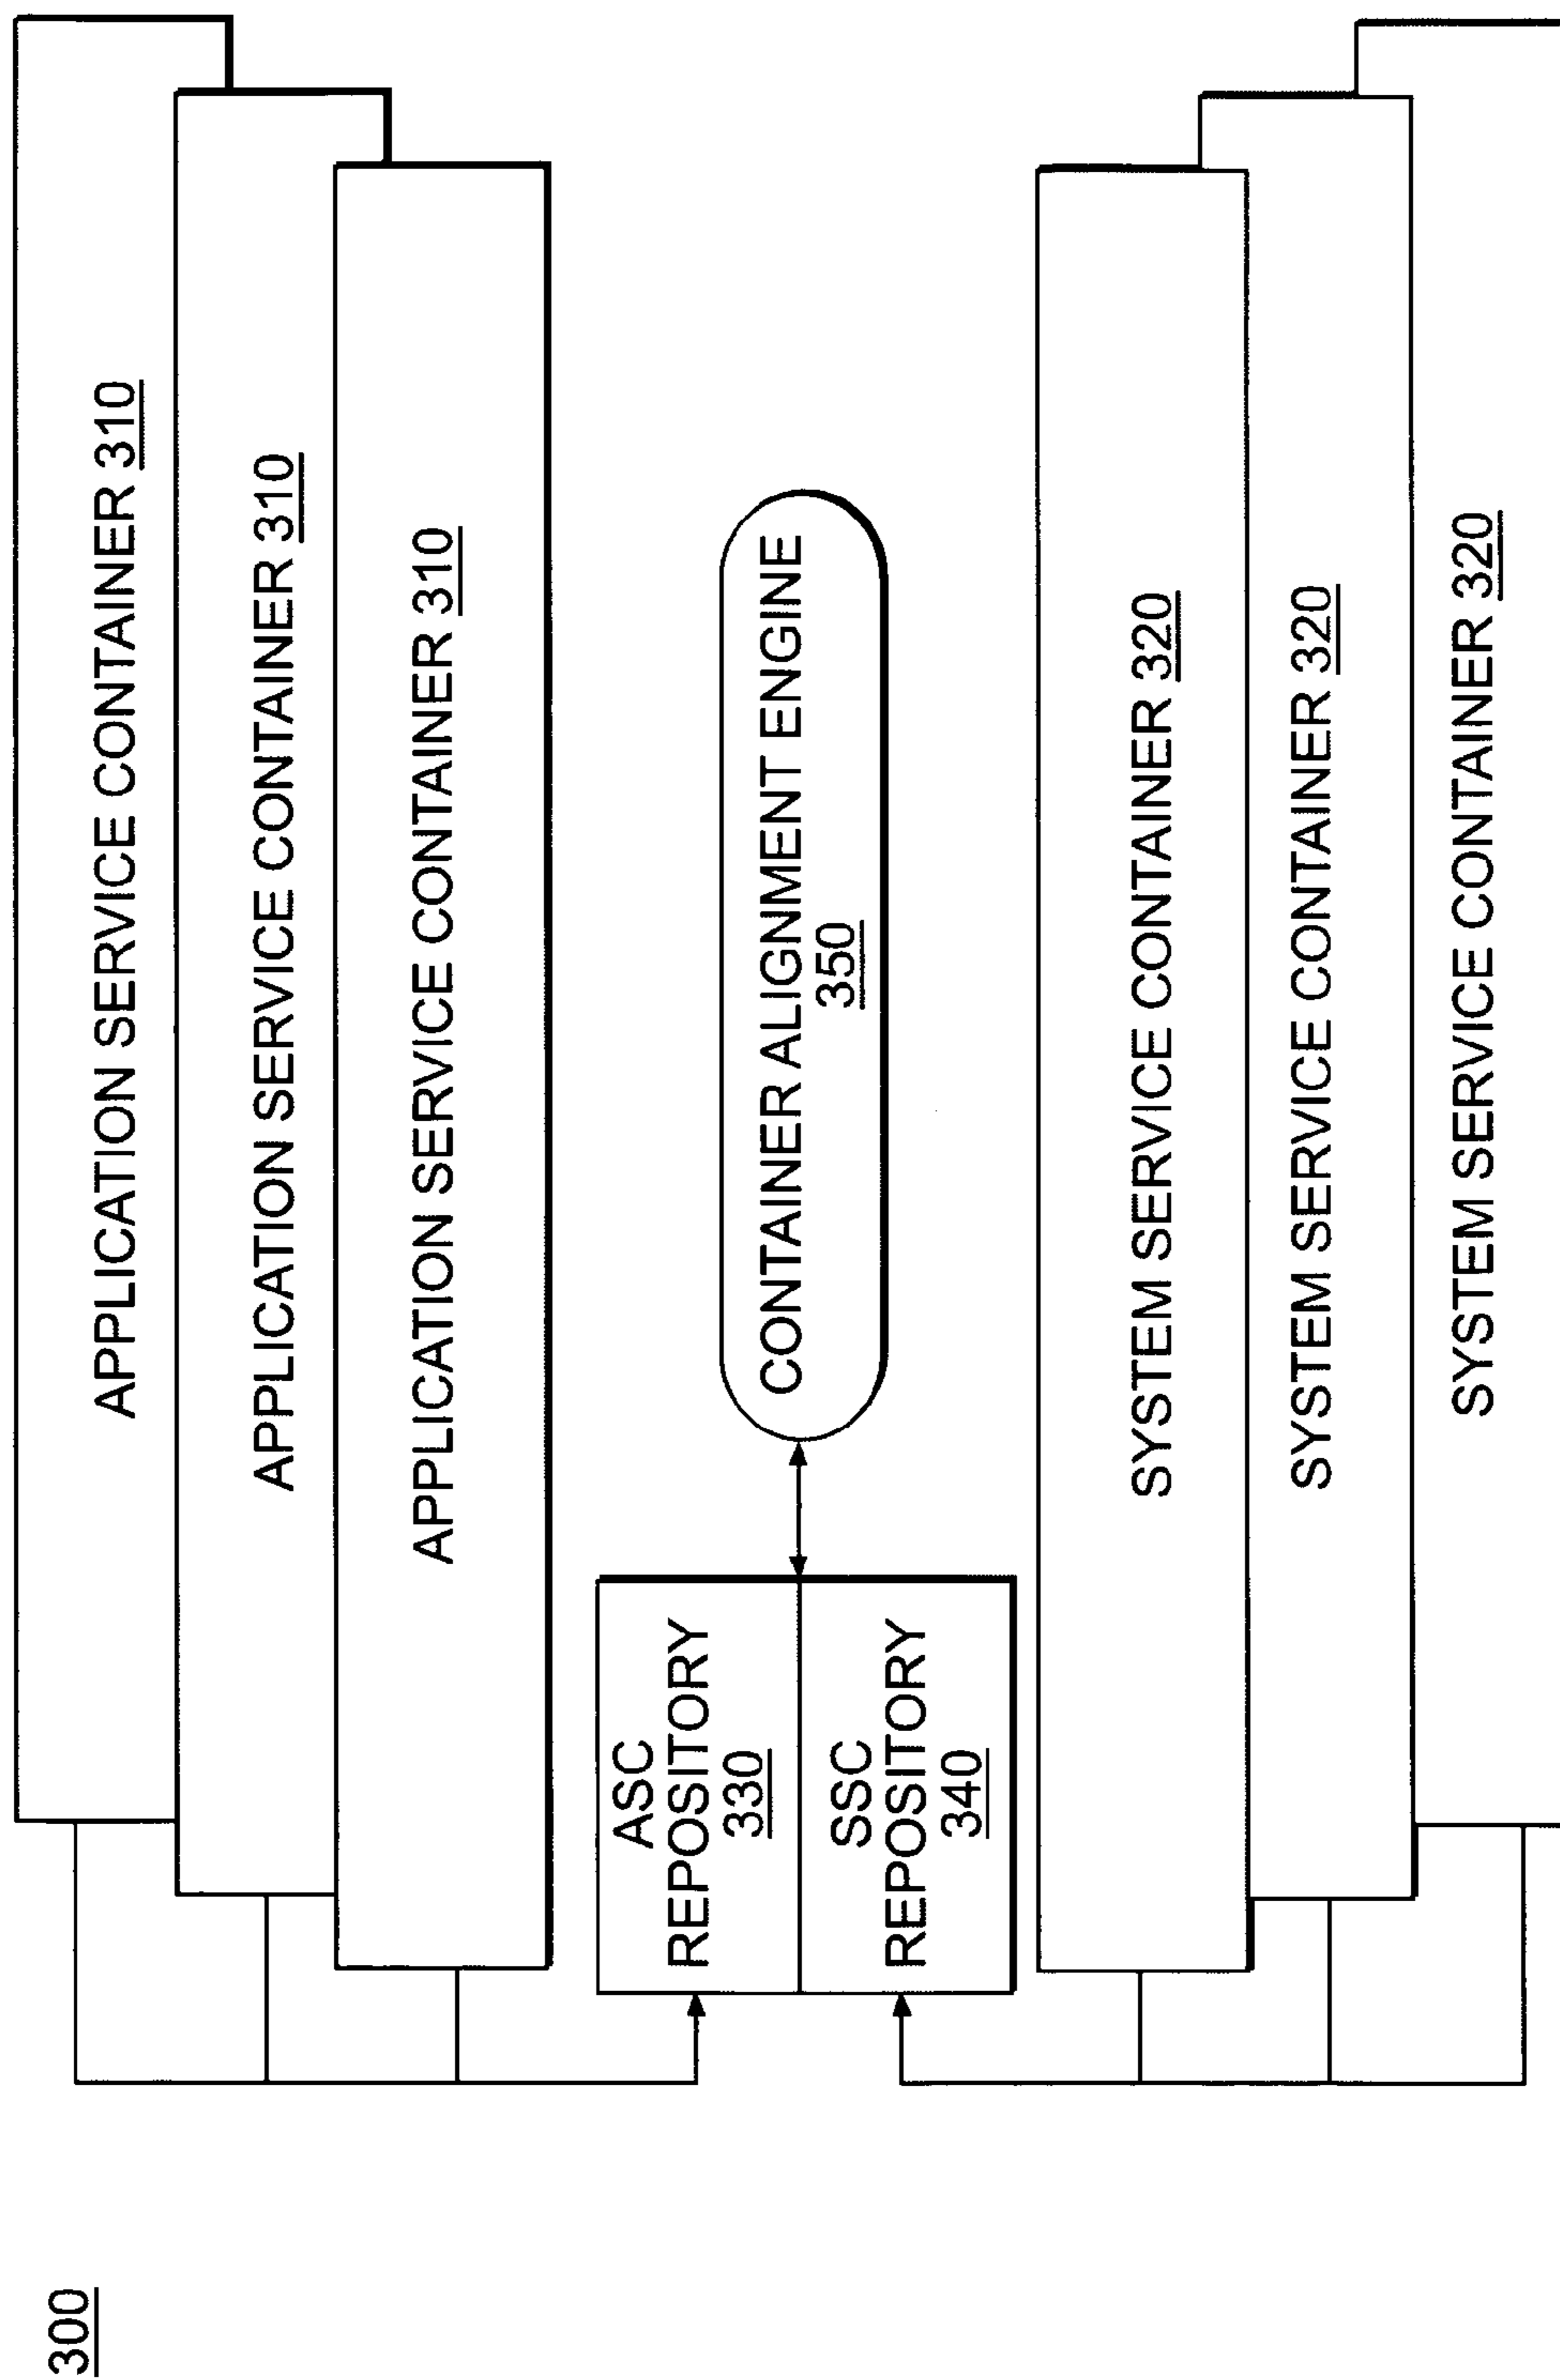 300
APPLICATION SERVICE CONTAINER 310
APPLICATION SERVICE CONTAINER 310
APPLICATION SERVICE CONTAINER 310
ASC
REPOSITORY
330
SSC
REPOSITORY
340
CONTAINER ALIGNMENT ENGINE
350
SYSTEM SERVICE CONTAINER 320
SYSTEM SERVICE CONTAINER 320
SYSTEM SERVICE CONTAINER 320